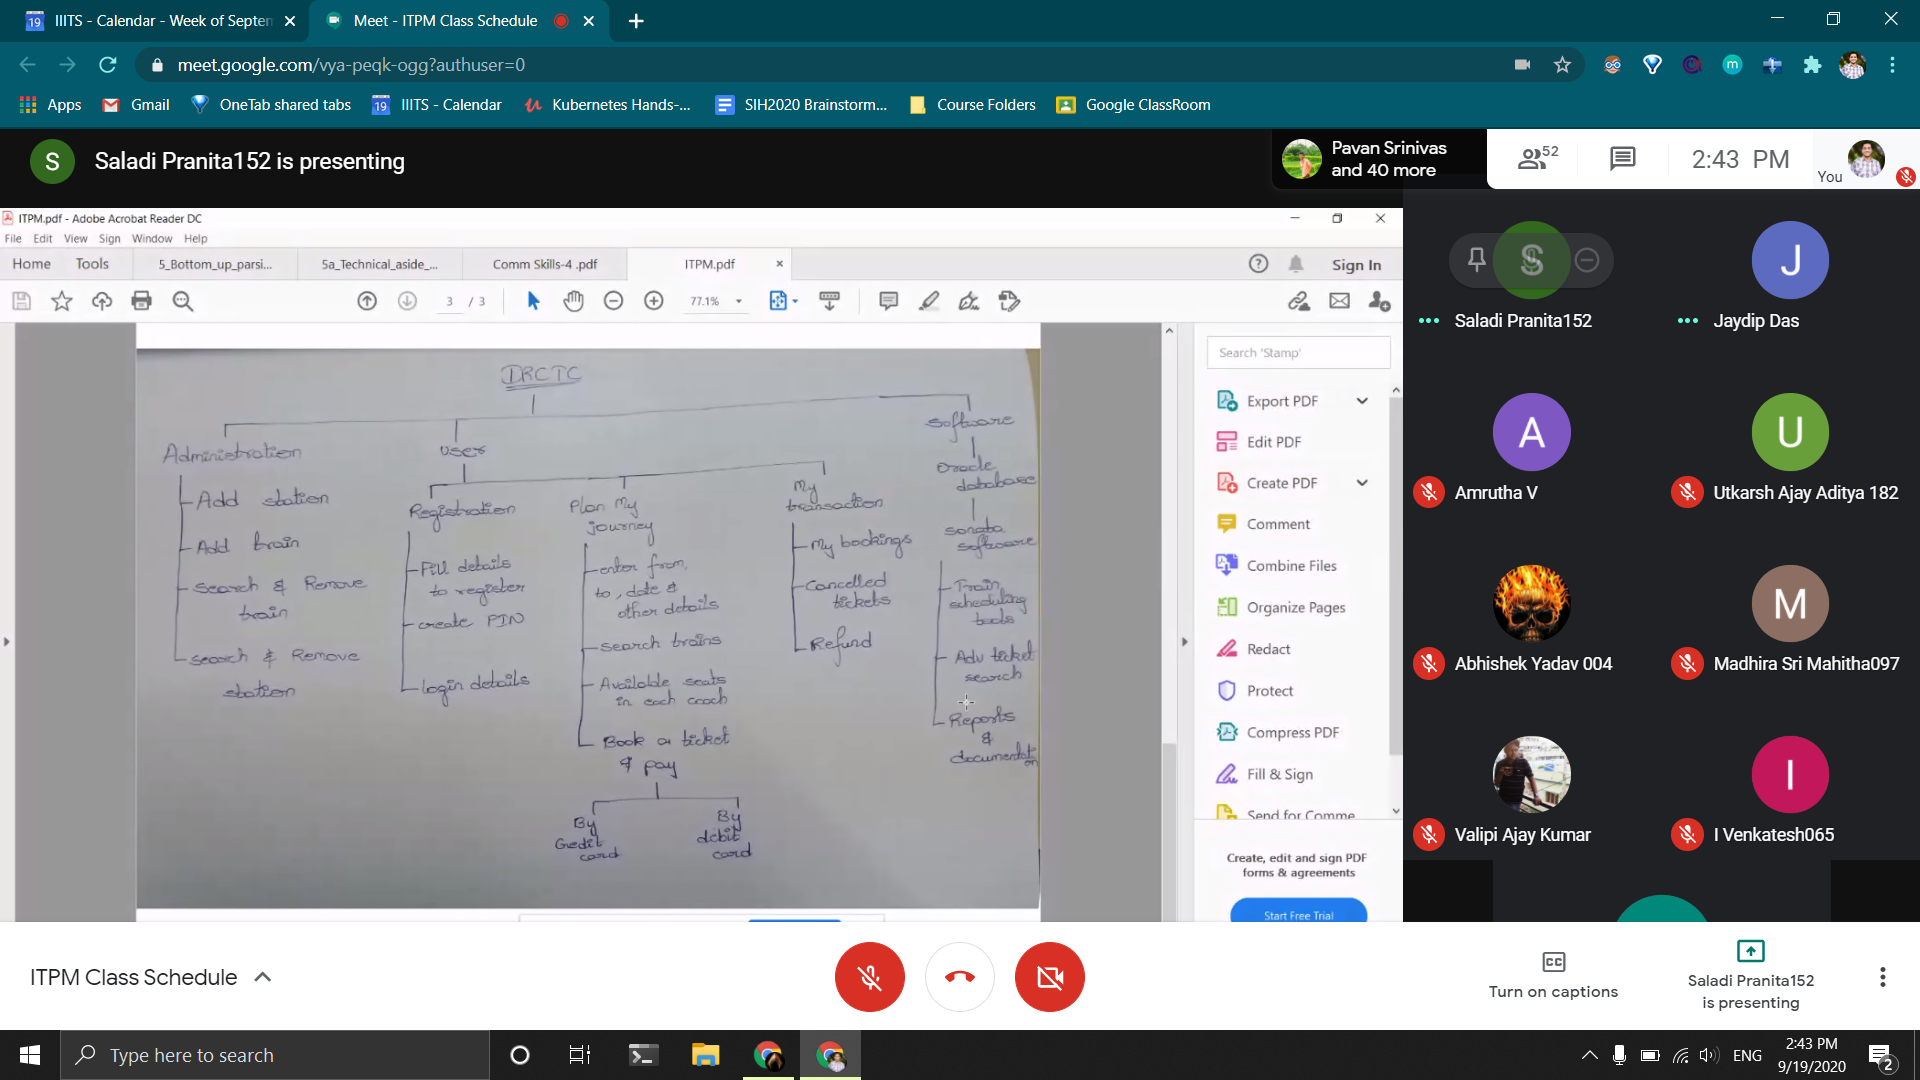 IIITS - Calendar - Week of Septem
Meet - ITPM Class Schedule
meet.google.com/vya-peqk-ogg?authuser=0
Apps
Gmail
OneTab shared tabs
IIITS - Calendar
Kubernetes Hands-...
SIH2020 Brainstorm...
Course Folders
Google ClassRoom
S
Saladi Pranita152 is presenting
Pavan Srinivas
and 40 more
52
2:43 PM
You
ITPM.pdf - Adobe Acrobat Reader DC
File Edit View Sign Window Help
Home
Tools
5_Bottom_up_parsi...
5a_Technical_aside_...
Comm Skills-4 .pdf
ITPM.pdf
Sign In
3 / 3
77.1%
IRCTC
Administration
Add station
Add train
Search & Remove
train
Search & Remove
station
User
Registration
Fill details
to register
create PIN
login details
Plan My
journey
enter from,
to, date &
other details
search trains
Available seats
in each coach
Book a ticket
& pay
By
Credit
card
By
debit
card
My
transaction
My bookings
Cancelled
tickets
Refund
Software
Oracle
database
sonata
software
Train
scheduling
tools
Adv ticket
search
Reports
&
documentation
Search 'Stamp'
Export PDF
Edit PDF
Create PDF
Comment
Combine Files
Organize Pages
Redact
Protect
Compress PDF
Fill & Sign
Send for Comme
Create, edit and sign PDF
forms & agreements
Start Free Trial
S
Saladi Pranita152
J
Jaydip Das
A
Amrutha V
U
Utkarsh Ajay Aditya 182
Abhishek Yadav 004
M
Madhira Sri Mahitha097
Valipi Ajay Kumar
I
I Venkatesh065
ITPM Class Schedule
CC
Turn on captions
Saladi Pranita152
is presenting
Type here to search
ENG
2:43 PM
9/19/2020
2